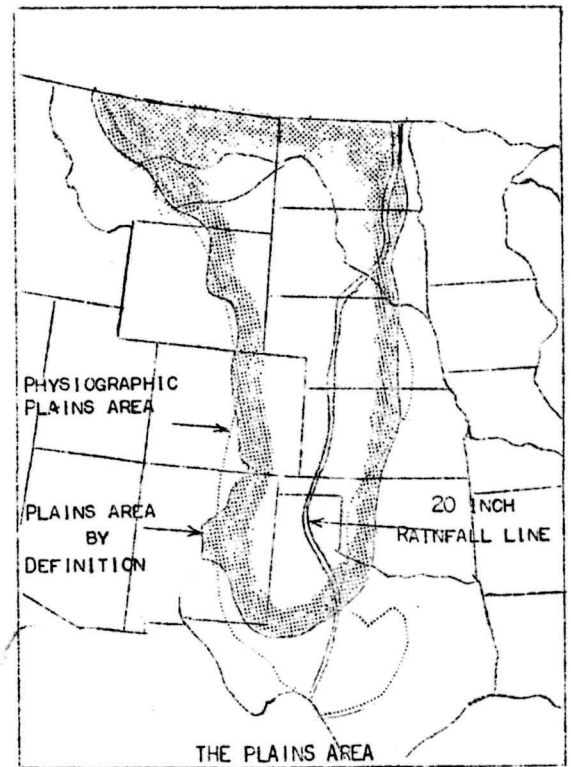 PHYSIOGRAPHIC
PLAINS AREA
PLAINS AREA
BY
DEFINITION
20 INCH
RAINFALL LINE
THE PLAINS AREA